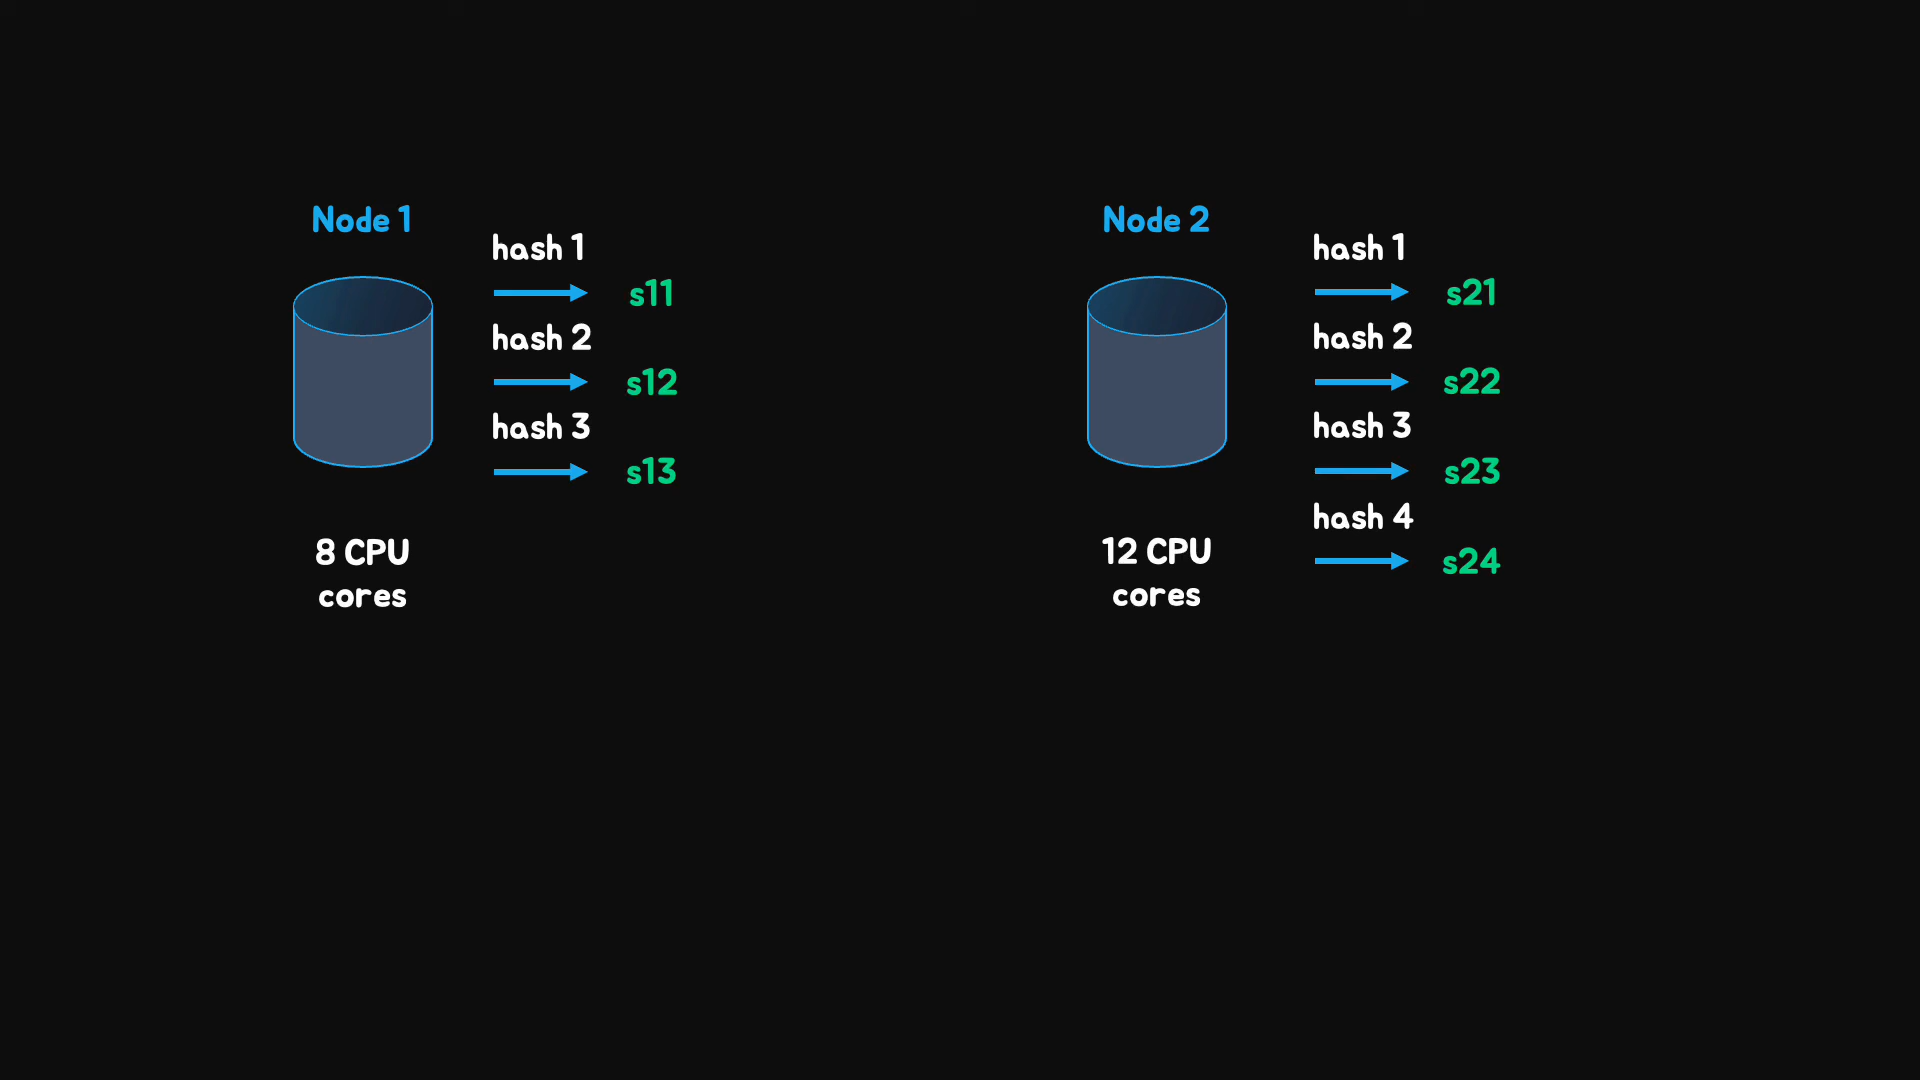 Node 1
hash 1
s11
hash 2
s12
hash 3
s13
8 CPU
cores
Node 2
hash 1
s21
hash 2
s22
hash 3
s23
hash 4
s24
12 CPU
cores